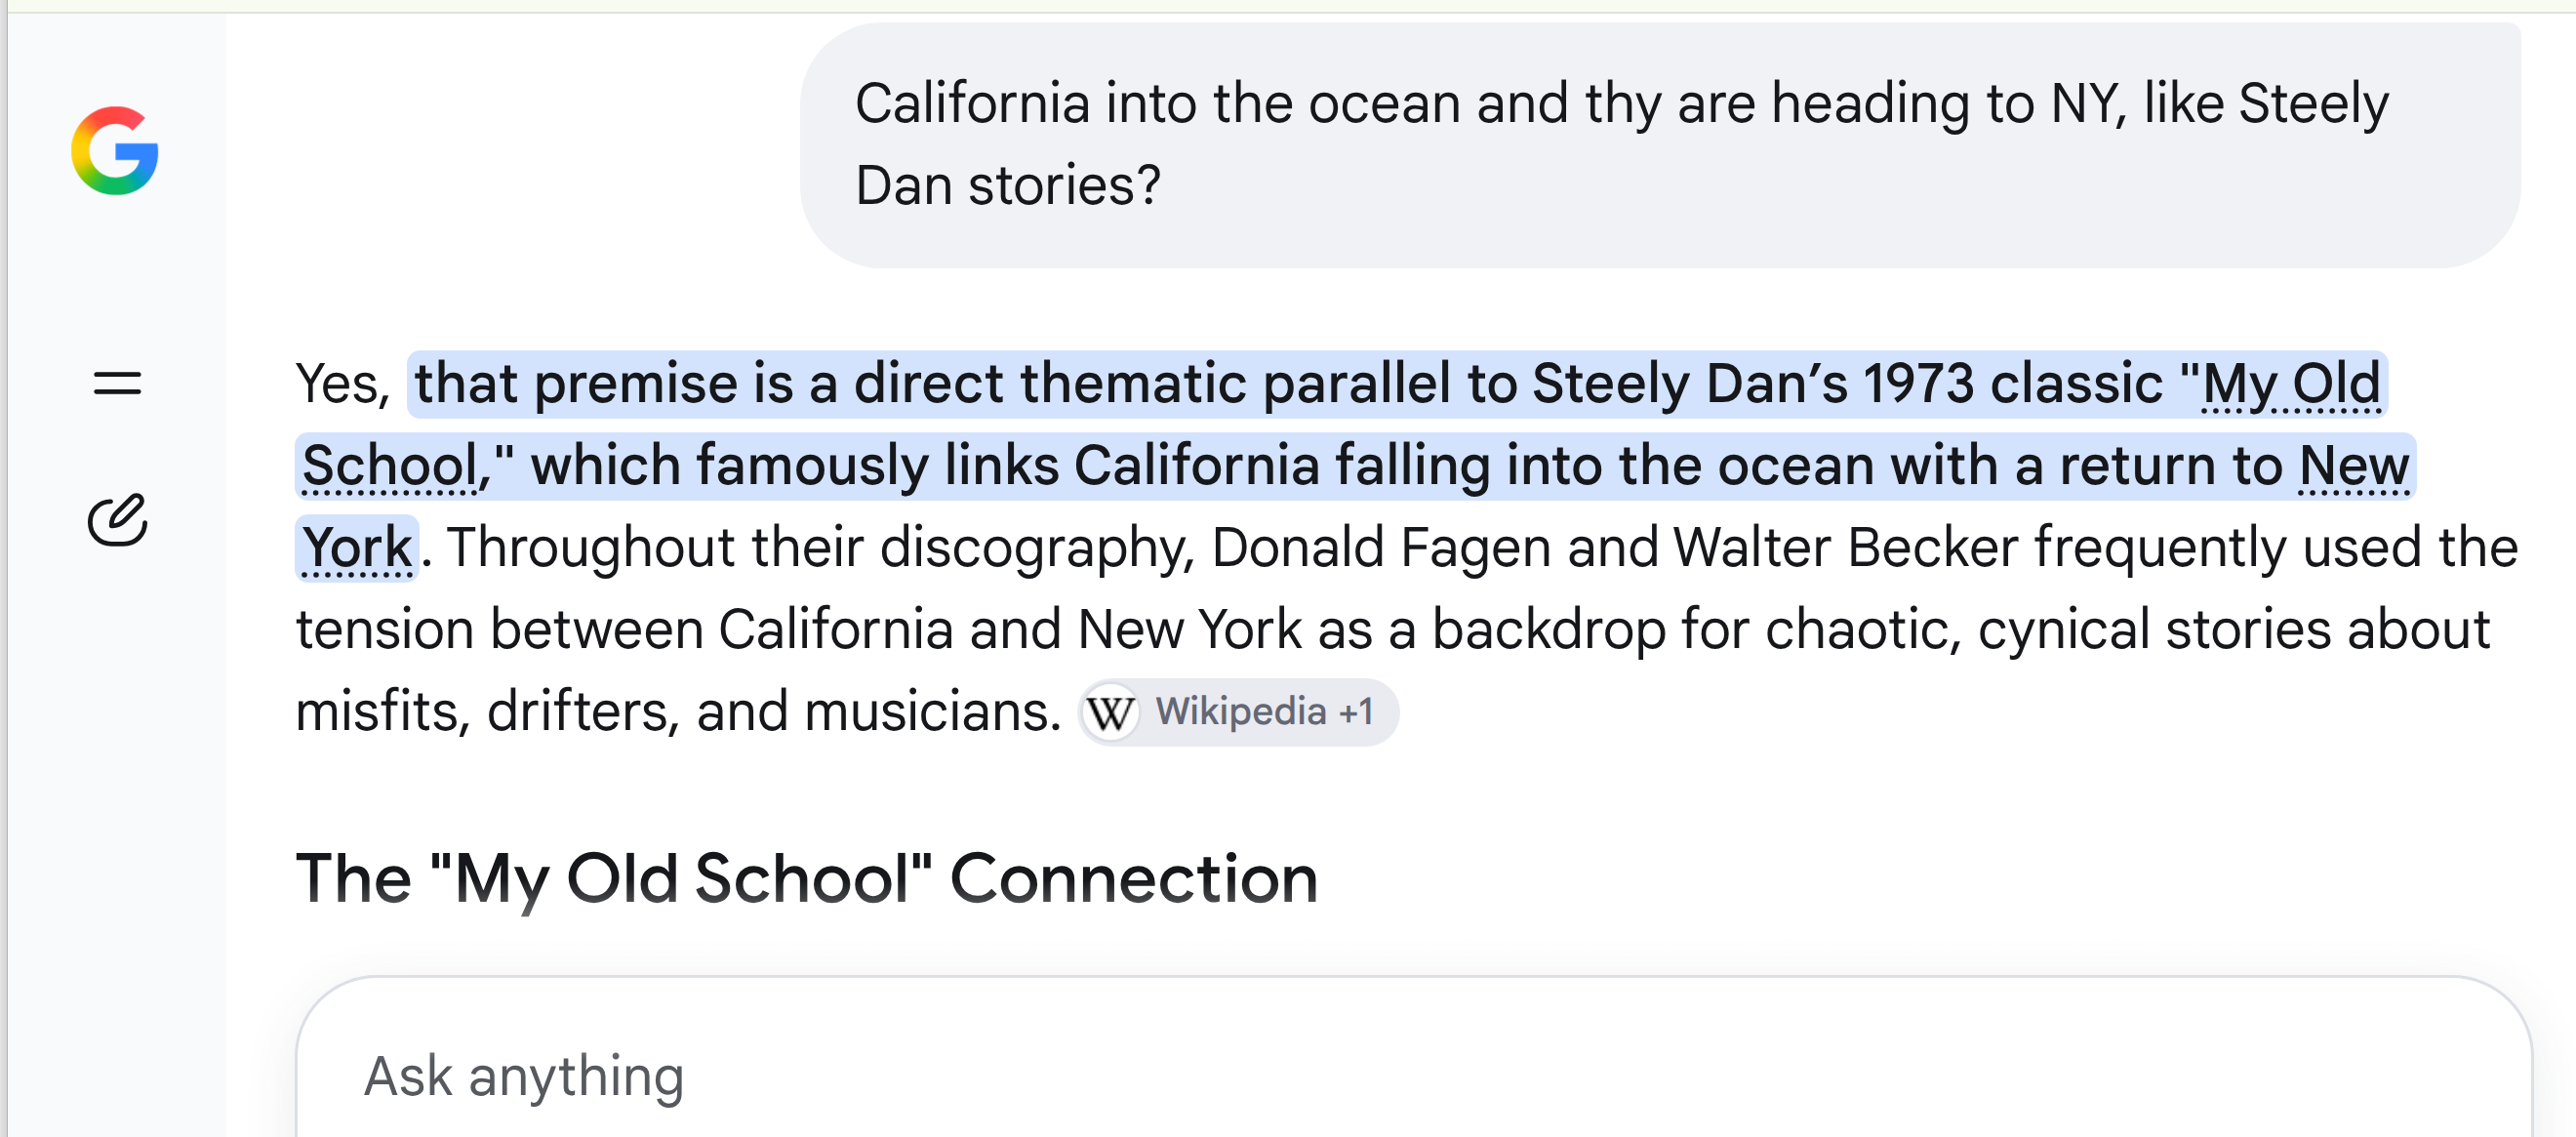 California into the ocean and thy are heading to NY, like Steely
Dan stories?
Yes, that premise is a direct thematic parallel to Steely Dan’s 1973 classic "My Old
School," which famously links California falling into the ocean with a return to New
York. Throughout their discography, Donald Fagen and Walter Becker frequently used the
tension between California and New York as a backdrop for chaotic, cynical stories about
misfits, drifters, and musicians. W Wikipedia +1
The "My Old School" Connection
Ask anything